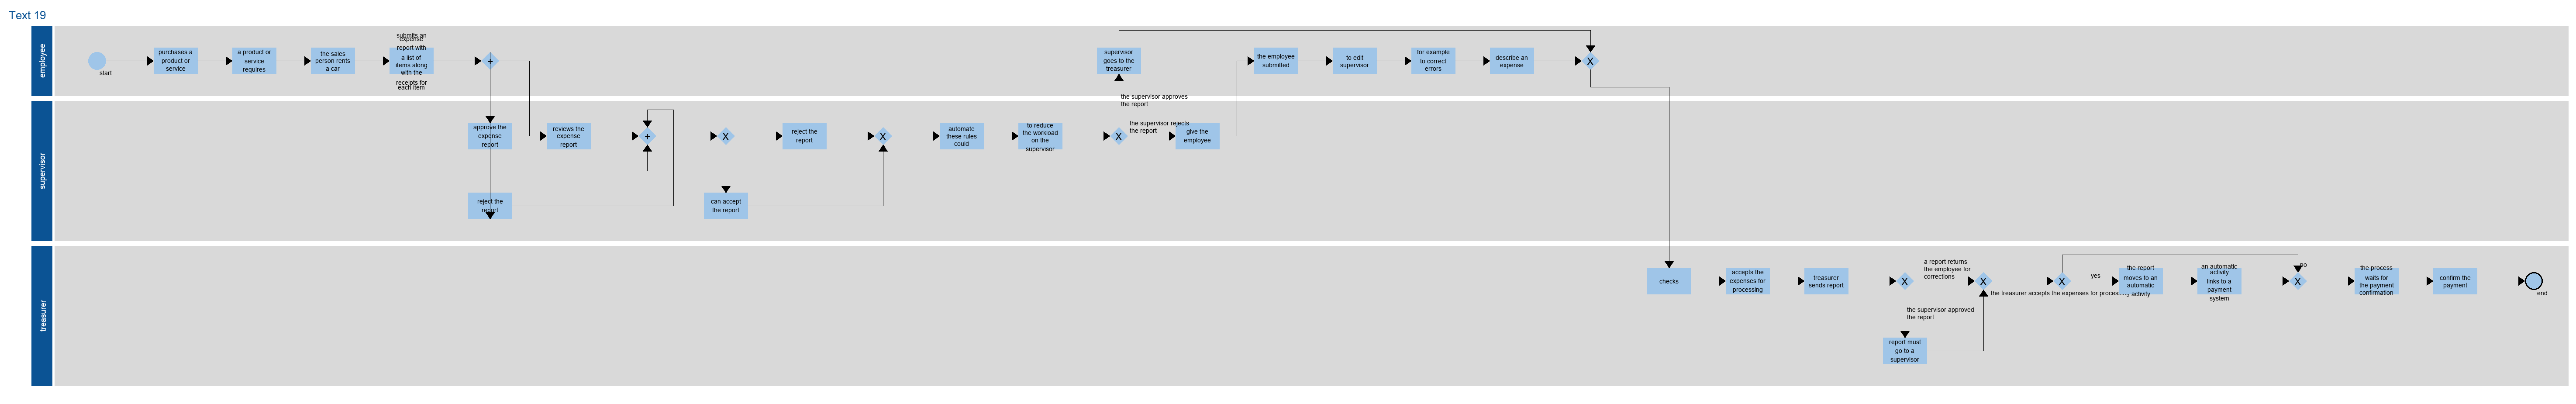 Text 19
employee
start
purchases a
product or
service
a product or
service
requires
the sales
person rents
a car
submits an
expense
report with
a list of
items along
with the
receipts for
each item
+
supervisor
goes to the
treasurer
the employee
submitted
to edit
supervisor
for example
to correct
errors
describe an
expense
X
the supervisor approves
the report
supervisor
approve the
expense
report
reviews the
expense
report
+
X
reject the
report
X
automate
these rules
could
to reduce
the workload
on the
supervisor
X
the supervisor rejects
the report
give the
employee
reject the
report
can accept
the report
treasurer
checks
accepts the
expenses for
processing
treasurer
sends report
X
a report returns
the employee for
corrections
X
the treasurer accepts the expenses for
X
yes
the report
moves to an
automatic
activity
an automatic
activity
links to a
payment
system
no
X
the process
waits for
the payment
confirmation
confirm the
payment
end
the supervisor approved
the report
report must
go to a
supervisor